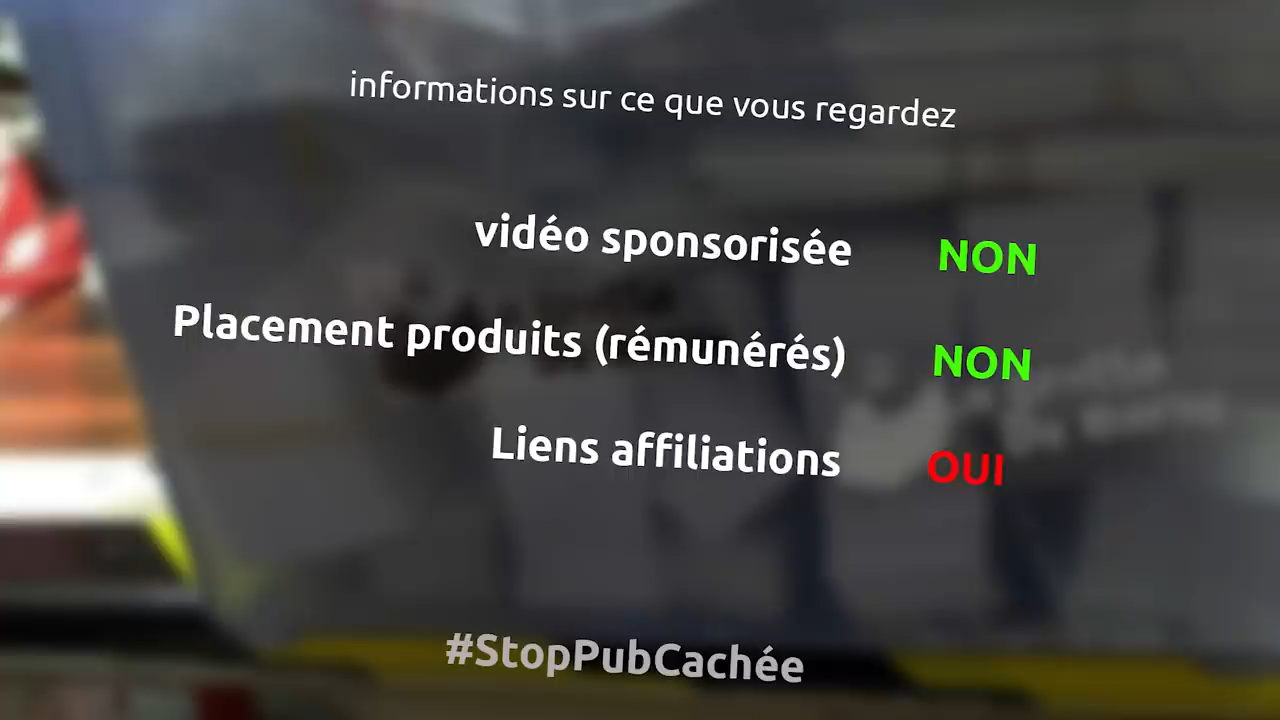 informations sur ce que vous regardez
vidéo sponsorisée NON
Placement produits (rémunérés) NON
Liens affiliations OUI
#StopPubCachée